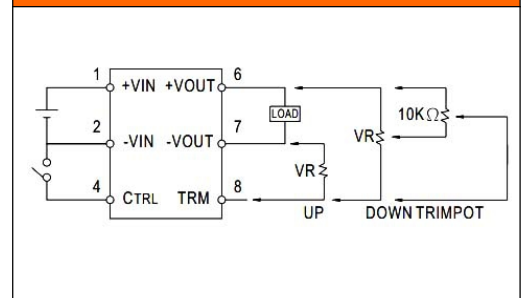 1 +VIN +VOUT 6
LOAD
10KΩ
2 -VIN -VOUT 7
VR
VR
4 CTRL TRM 8
UP DOWN TRIMPOT